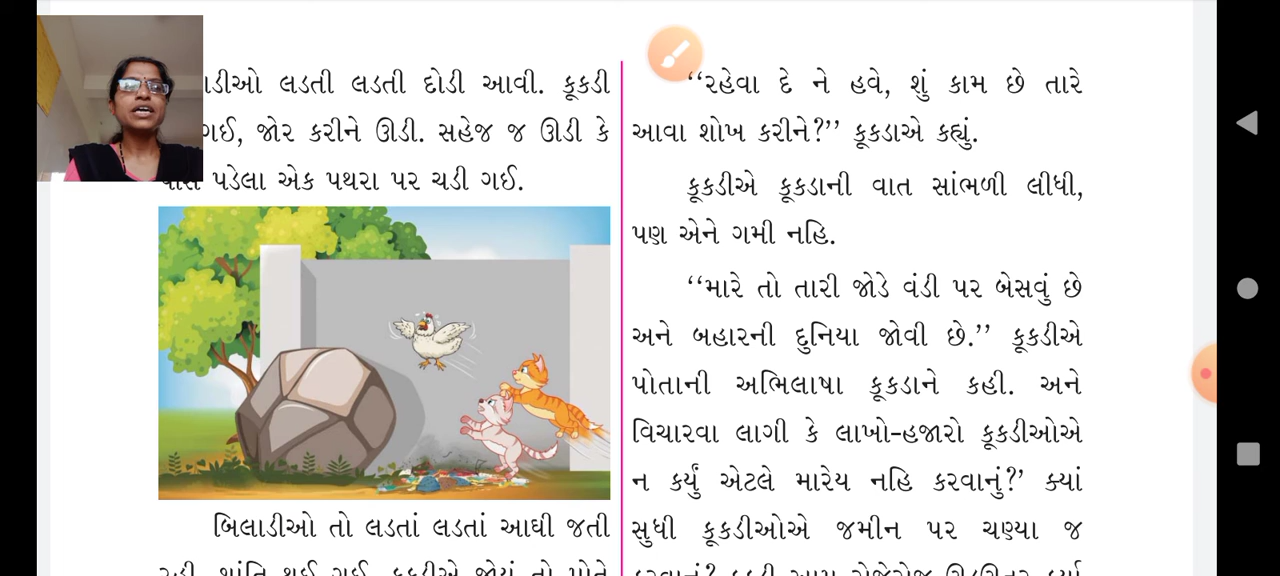 ડીઓ લડતી લડતી દોડી આવી. કૂકડી
ગઈ, જોર કરીને ઊડી. સહેજ જ ઊડી કે
પડેલા એક પથરા પર ચડી ગઈ.
બિલાડીઓ તો લડતાં લડતાં આઘી જતી
‘‘રહેવા દે ને હવે, શું કામ છે તારે
આવા શોખ કરીને?’’ કૂકડાએ કહ્યું.
કૂકડીએ કૂકડાની વાત સાંભળી લીધી,
પણ એને ગમી નહિ.
‘‘મારે તો તારી જોડે વંડી પર બેસવું છે
અને બહારની દુનિયા જોવી છે.’’ કૂકડીએ
પોતાની અભિલાષા કૂકડાને કહી. અને
વિચારવા લાગી કે લાખો-હજારો કૂકડીઓએ
ન કર્યું એટલે મારેય નહિ કરવાનું?’ ક્યાં
સુધી કૂકડીઓએ જમીન પર ચણ્યા જ